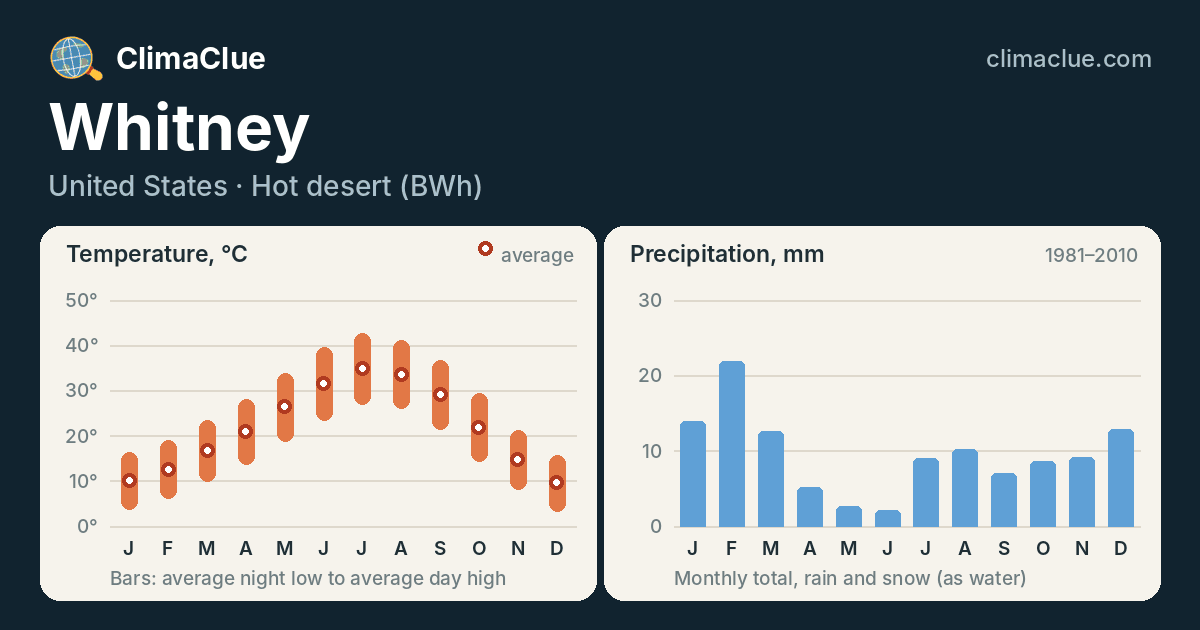 ClimaClue
climaclue.com
Whitney
United States · Hot desert (BWh)
Temperature, °C
average
50°
40°
30°
20°
10°
0°
J F M A M J J A S O N D
Bars: average night low to average day high
Precipitation, mm
1981–2010
30
20
10
0
J F M A M J J A S O N D
Monthly total, rain and snow (as water)